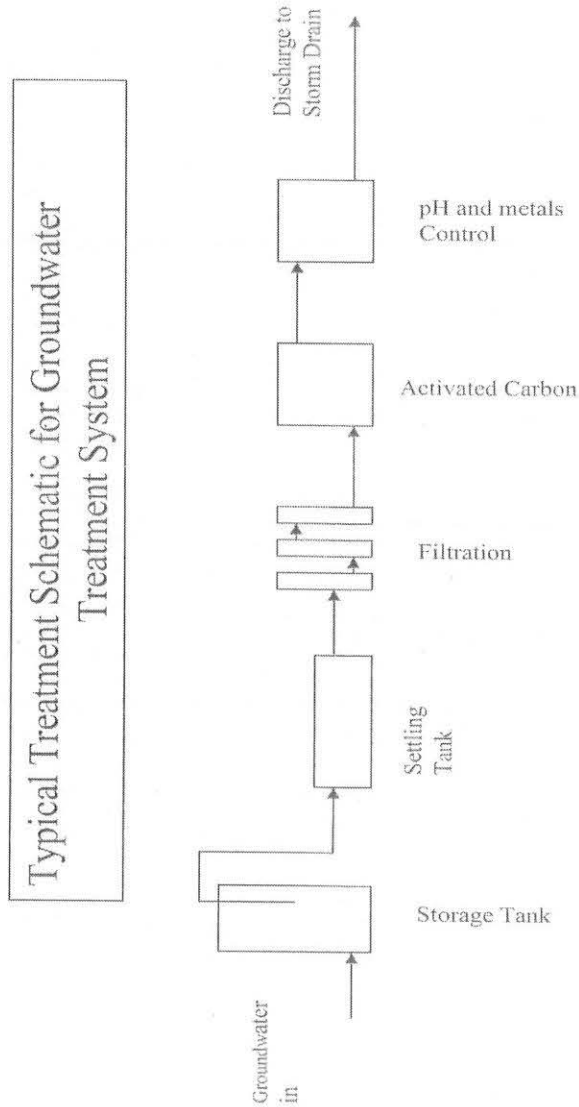 Typical Treatment Schematic for Groundwater
Treatment System
Groundwater
in
Storage Tank
Settling
Tank
Filtration
Activated Carbon
pH and metals
Control
Discharge to
Storm Drain